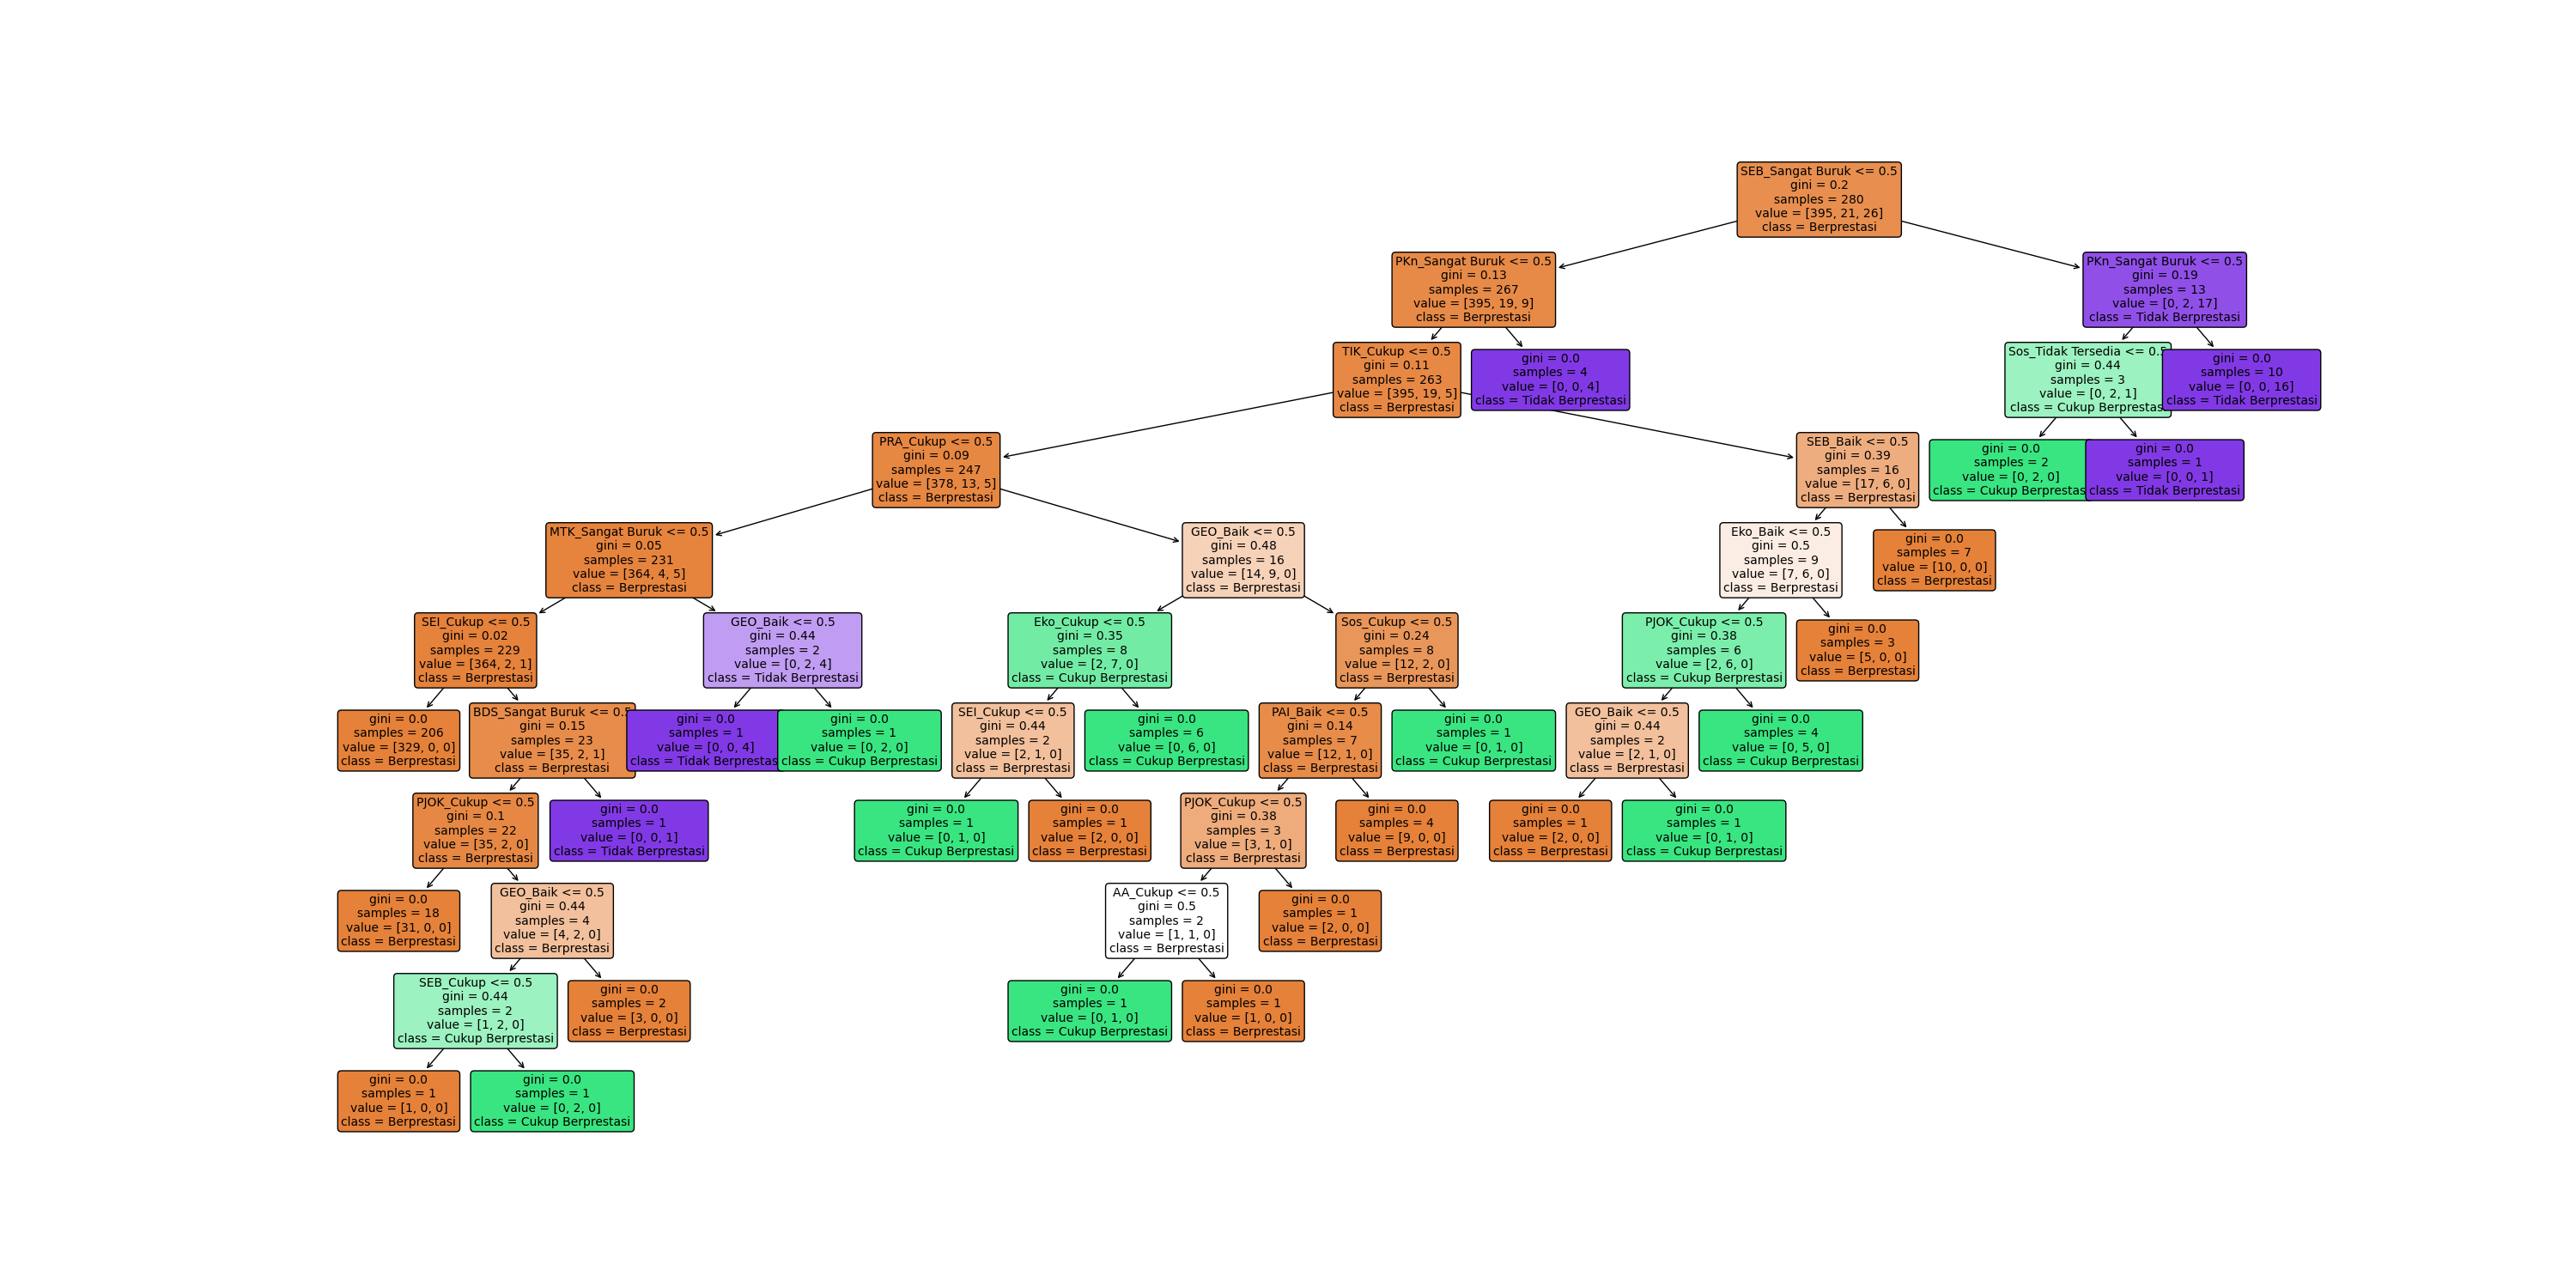 SEB_Sangat Buruk <= 0.5
gini = 0.2
samples = 280
value = [395, 21, 26]
class = Berprestasi
PKn_Sangat Buruk <= 0.5
gini = 0.13
samples = 267
value = [395, 19, 9]
class = Berprestasi
PKn_Sangat Buruk <= 0.5
gini = 0.19
samples = 13
value = [0, 2, 17]
class = Tidak Berprestasi
TIK_Cukup <= 0.5
gini = 0.11
samples = 263
value = [395, 19, 5]
class = Berprestasi
gini = 0.0
samples = 4
value = [0, 0, 4]
class = Tidak Berprestasi
Sos_Tidak Tersedia <= 0.5
gini = 0.44
samples = 3
value = [0, 2, 1]
class = Cukup Berprestas
gini = 0.0
samples = 10
value = [0, 0, 16]
class = Tidak Berprestasi
PRA_Cukup <= 0.5
gini = 0.09
samples = 247
value = [378, 13, 5]
class = Berprestasi
SEB_Baik <= 0.5
gini = 0.39
samples = 16
value = [17, 6, 0]
class = Berprestasi
gini = 0.0
samples = 2
value = [0, 2, 0]
class = Cukup Berprestas
gini = 0.0
samples = 1
value = [0, 0, 1]
class = Tidak Berprestasi
MTK_Sangat Buruk <= 0.5
gini = 0.05
samples = 231
value = [364, 4, 5]
class = Berprestasi
GEO_Baik <= 0.5
gini = 0.48
samples = 16
value = [14, 9, 0]
class = Berprestasi
Eko_Baik <= 0.5
gini = 0.5
samples = 9
value = [7, 6, 0]
class = Berprestasi
gini = 0.0
samples = 7
value = [10, 0, 0]
class = Berprestasi
SEI_Cukup <= 0.5
gini = 0.02
samples = 229
value = [364, 2, 1]
class = Berprestasi
GEO_Baik <= 0.5
gini = 0.44
samples = 2
value = [0, 2, 4]
class = Tidak Berprestasi
Eko_Cukup <= 0.5
gini = 0.35
samples = 8
value = [2, 7, 0]
class = Cukup Berprestasi
Sos_Cukup <= 0.5
gini = 0.24
samples = 8
value = [12, 2, 0]
class = Berprestasi
PJOK_Cukup <= 0.5
gini = 0.38
samples = 6
value = [2, 6, 0]
class = Cukup Berprestasi
gini = 0.0
samples = 3
value = [5, 0, 0]
class = Berprestasi
gini = 0.0
samples = 206
value = [329, 0, 0]
class = Berprestasi
BDS_Sangat Buruk <= 0.5
gini = 0.15
samples = 23
value = [35, 2, 1]
class = Berprestasi
gini = 0.0
samples = 1
value = [0, 0, 4]
class = Tidak Berprestas
gini = 0.0
samples = 1
value = [0, 2, 0]
class = Cukup Berprestasi
SEI_Cukup <= 0.5
gini = 0.44
samples = 2
value = [2, 1, 0]
class = Berprestasi
gini = 0.0
samples = 6
value = [0, 6, 0]
class = Cukup Berprestasi
PAI_Baik <= 0.5
gini = 0.14
samples = 7
value = [12, 1, 0]
class = Berprestasi
gini = 0.0
samples = 1
value = [0, 1, 0]
class = Cukup Berprestasi
GEO_Baik <= 0.5
gini = 0.44
samples = 2
value = [2, 1, 0]
class = Berprestasi
gini = 0.0
samples = 4
value = [0, 5, 0]
class = Cukup Berprestasi
PJOK_Cukup <= 0.5
gini = 0.1
samples = 22
value = [35, 2, 0]
class = Berprestasi
gini = 0.0
samples = 1
value = [0, 0, 1]
class = Tidak Berprestasi
gini = 0.0
samples = 1
value = [0, 1, 0]
class = Cukup Berprestasi
gini = 0.0
samples = 1
value = [2, 0, 0]
class = Berprestasi
PJOK_Cukup <= 0.5
gini = 0.38
samples = 3
value = [3, 1, 0]
class = Berprestasi
gini = 0.0
samples = 4
value = [9, 0, 0]
class = Berprestasi
gini = 0.0
samples = 1
value = [2, 0, 0]
class = Berprestasi
gini = 0.0
samples = 1
value = [0, 1, 0]
class = Cukup Berprestasi
gini = 0.0
samples = 18
value = [31, 0, 0]
class = Berprestasi
GEO_Baik <= 0.5
gini = 0.44
samples = 4
value = [4, 2, 0]
class = Berprestasi
AA_Cukup <= 0.5
gini = 0.5
samples = 2
value = [1, 1, 0]
class = Berprestasi
gini = 0.0
samples = 1
value = [2, 0, 0]
class = Berprestasi
SEB_Cukup <= 0.5
gini = 0.44
samples = 2
value = [1, 2, 0]
class = Cukup Berprestasi
gini = 0.0
samples = 2
value = [3, 0, 0]
class = Berprestasi
gini = 0.0
samples = 1
value = [0, 1, 0]
class = Cukup Berprestasi
gini = 0.0
samples = 1
value = [1, 0, 0]
class = Berprestasi
gini = 0.0
samples = 1
value = [1, 0, 0]
class = Berprestasi
gini = 0.0
samples = 1
value = [0, 2, 0]
class = Cukup Berprestasi